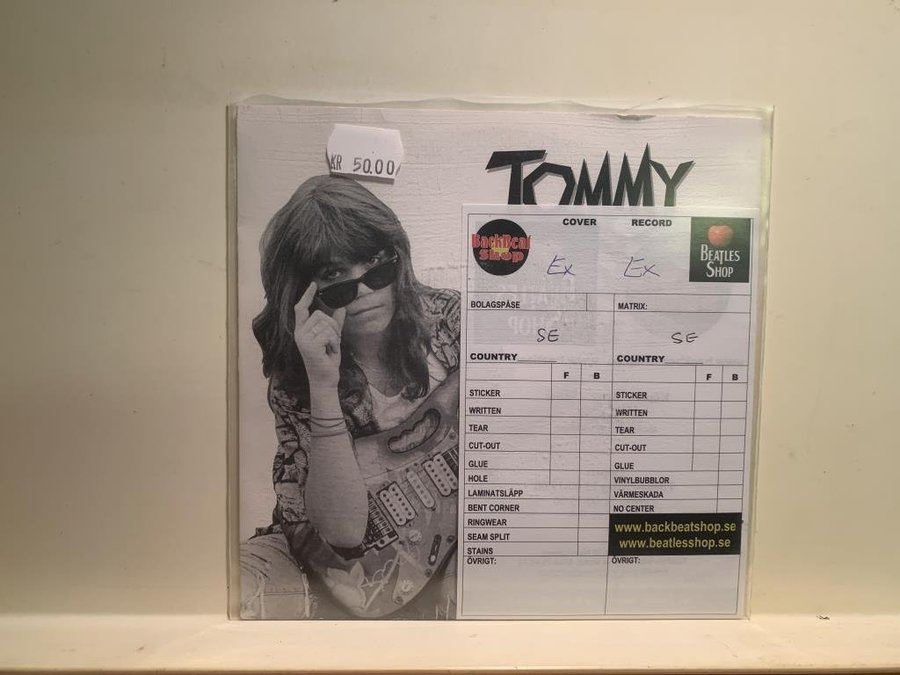 KR 50.00
TOMMY
BackBeat
Shop
COVER
RECORD
BEATLES
SHOP
Ex
Ex
BOLAGSPÅSE
MATRIX:
SE
SE
COUNTRY
COUNTRY
F B
F B
STICKER
STICKER
WRITTEN
WRITTEN
TEAR
TEAR
CUT-OUT
CUT-OUT
GLUE
GLUE
HOLE
VINYLBUBBLOR
LAMINATSLÄPP
VÄRMESKADA
BENT CORNER
NO CENTER
RINGWEAR
www.backbeatshop.se
SEAM SPLIT
www.beatlesshop.se
STAINS
ÖVRIGT:
ÖVRIGT: